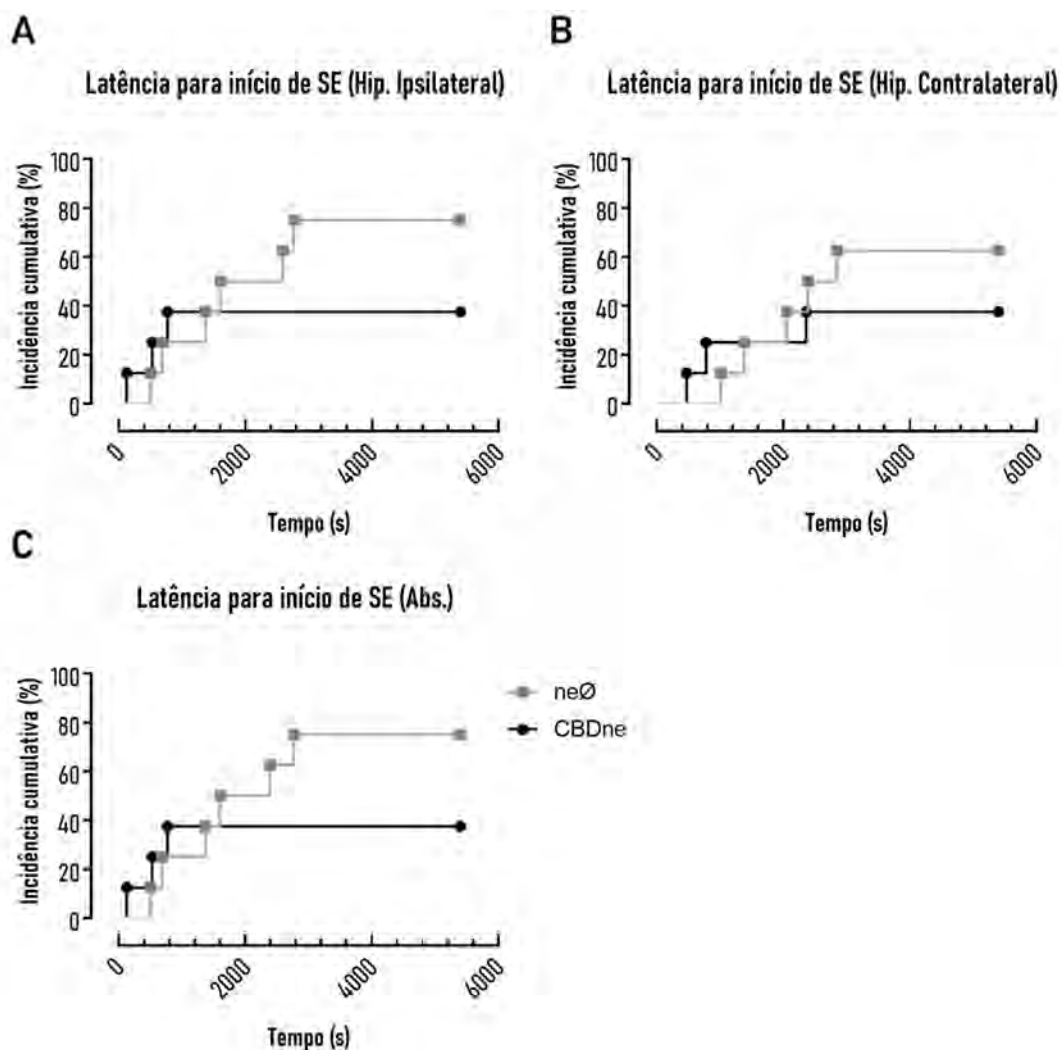 A
Latência para início de SE (Hip. Ipsilateral)
Incidência cumulativa (%)
100
80
60
40
20
0
0
2000
4000
6000
Tempo (s)
B
Latência para início de SE (Hip. Contralateral)
Incidência cumulativa (%)
100
80
60
40
20
0
0
2000
4000
6000
Tempo (s)
C
Latência para início de SE (Abs.)
Incidência cumulativa (%)
100
80
60
40
20
0
0
2000
4000
6000
Tempo (s)
neØ
CBDne